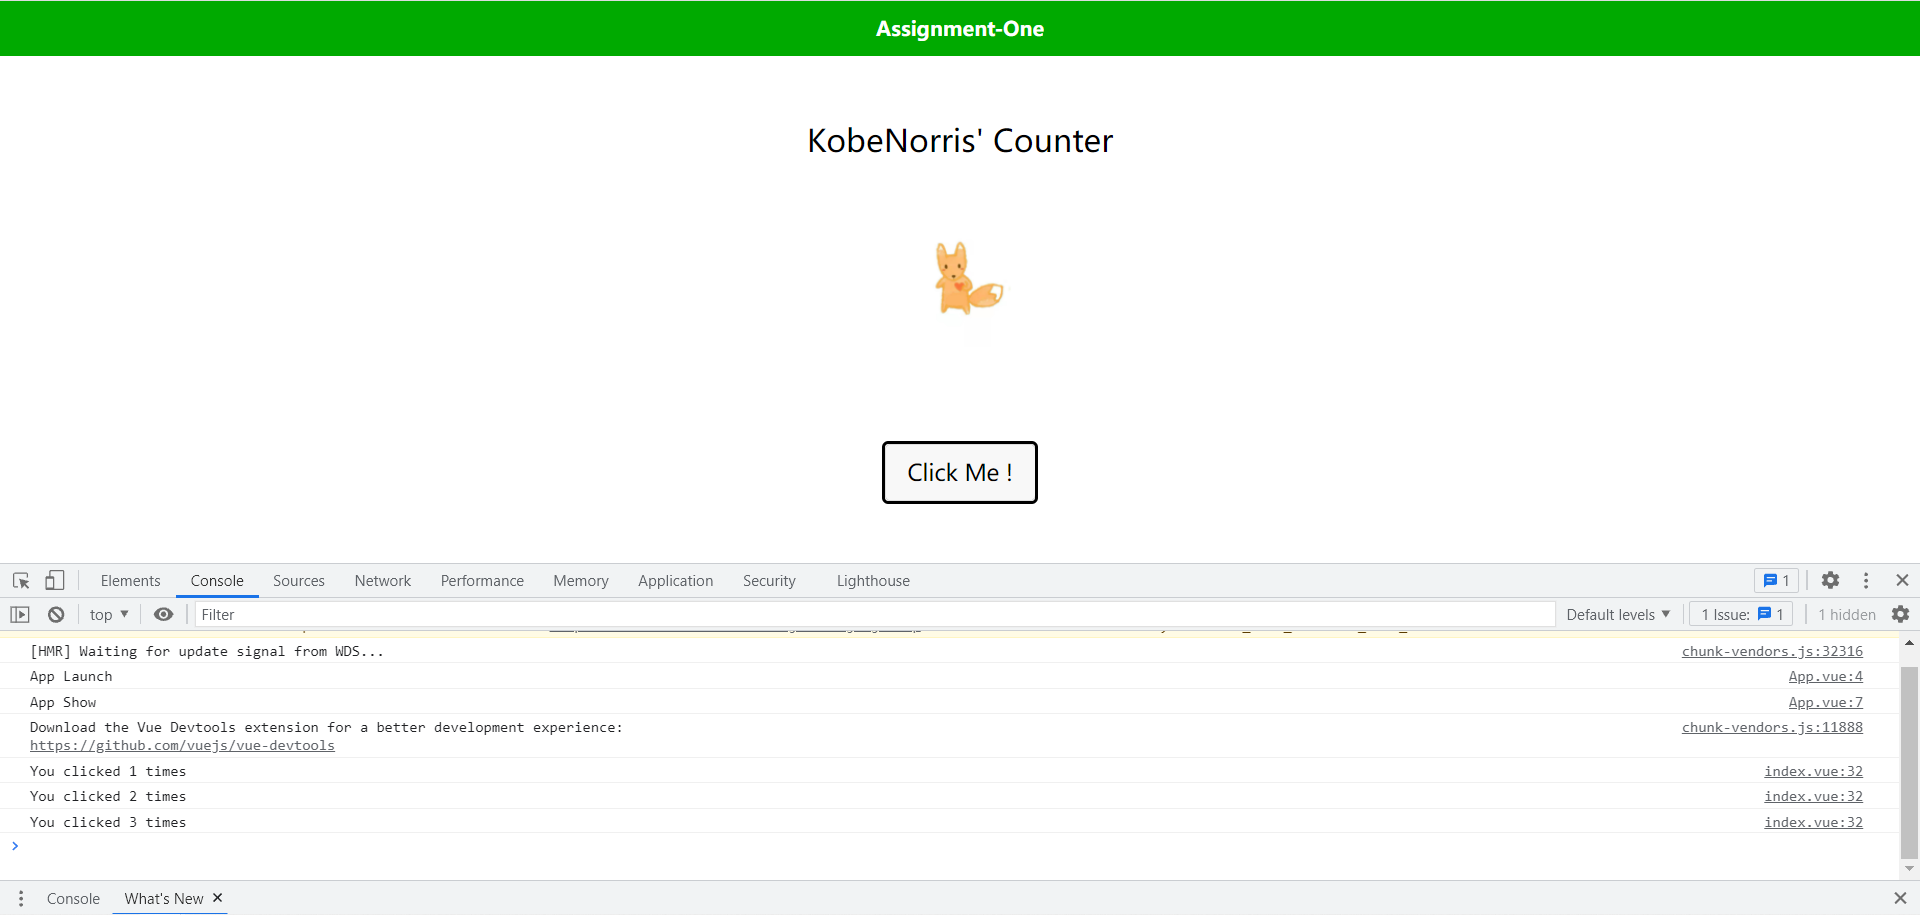 Assignment-One
KobeNorris' Counter
Click Me !
Elements Console Sources Network Performance Memory Application Security Lighthouse 1
top Filter Default levels 1 Issue: 1 1 hidden
[HMR] Waiting for update signal from WDS... chunk-vendors.js:32316
App Launch App.vue:4
App Show App.vue:7
Download the Vue Devtools extension for a better development experience: chunk-vendors.js:11888
https://github.com/vuejs/vue-devtools
You clicked 1 times index.vue:32
You clicked 2 times index.vue:32
You clicked 3 times index.vue:32
Console What's New